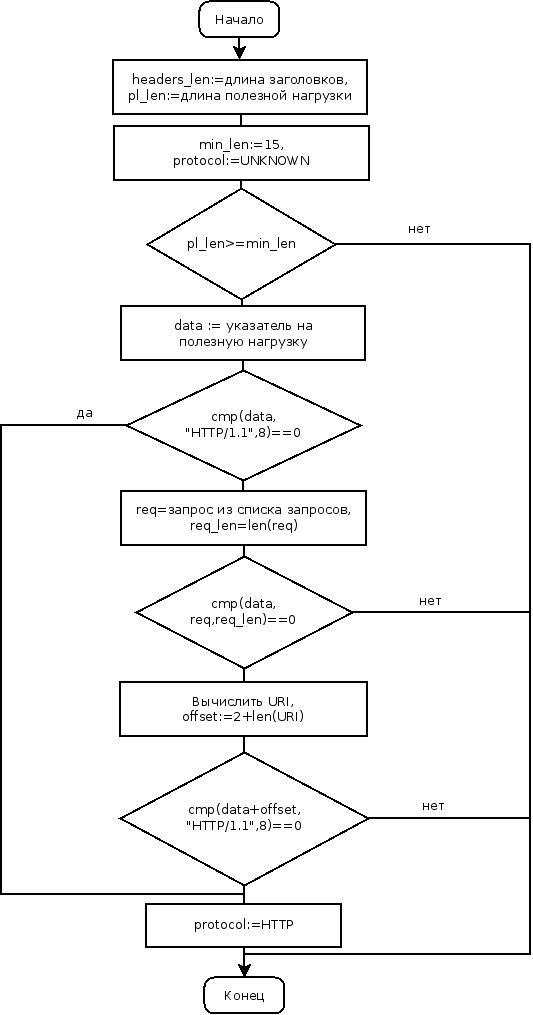 Начало
headers_len:=длина заголовков,
pl_len:=длина полезной нагрузки
min_len:=15,
protocol:=UNKNOWN
нет
pl_len>=min_len
data := указатель на
полезную нагрузку
да
cmp(data,
"HTTP/1.1",8)==0
req=запрос из списка запросов,
req_len=len(req)
нет
cmp(data,
req,req_len)==0
Вычислить URI,
offset:=2+len(URI)
нет
cmp(data+offset,
"HTTP/1.1",8)==0
protocol:=HTTP
Конец